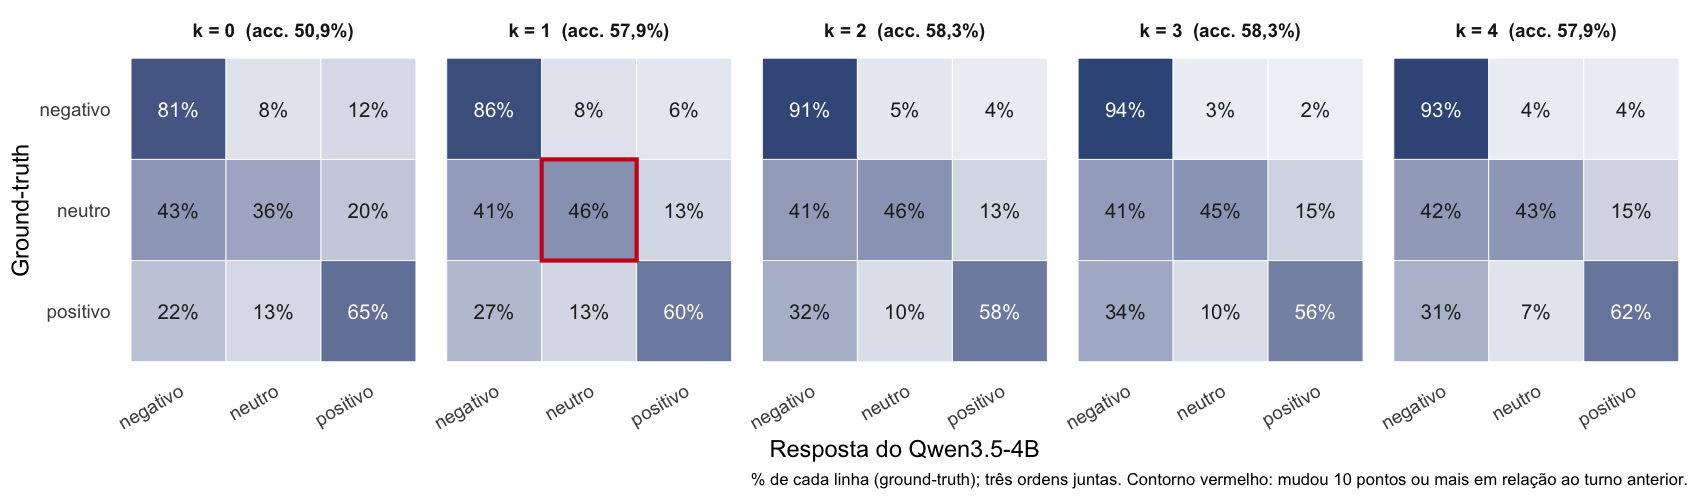 k = 0 (acc. 50,9%) k = 1 (acc. 57,9%) k = 2 (acc. 58,3%) k = 3 (acc. 58,3%) k = 4 (acc. 57,9%)
negativo 81% 8% 12% 86% 8% 6% 91% 5% 4% 94% 3% 2% 93% 4% 4%
Ground-truth
neutro 43% 36% 20% 41% 46% 13% 41% 46% 13% 41% 45% 15% 42% 43% 15%
positivo 22% 13% 65% 27% 13% 60% 32% 10% 58% 34% 10% 56% 31% 7% 62%
negativo neutro positivo negativo neutro positivo negativo neutro positivo negativo neutro positivo negativo neutro positivo
Resposta do Qwen3.5-4B
% de cada linha (ground-truth); três ordens juntas. Contorno vermelho: mudou 10 pontos ou mais em relação ao turno anterior.